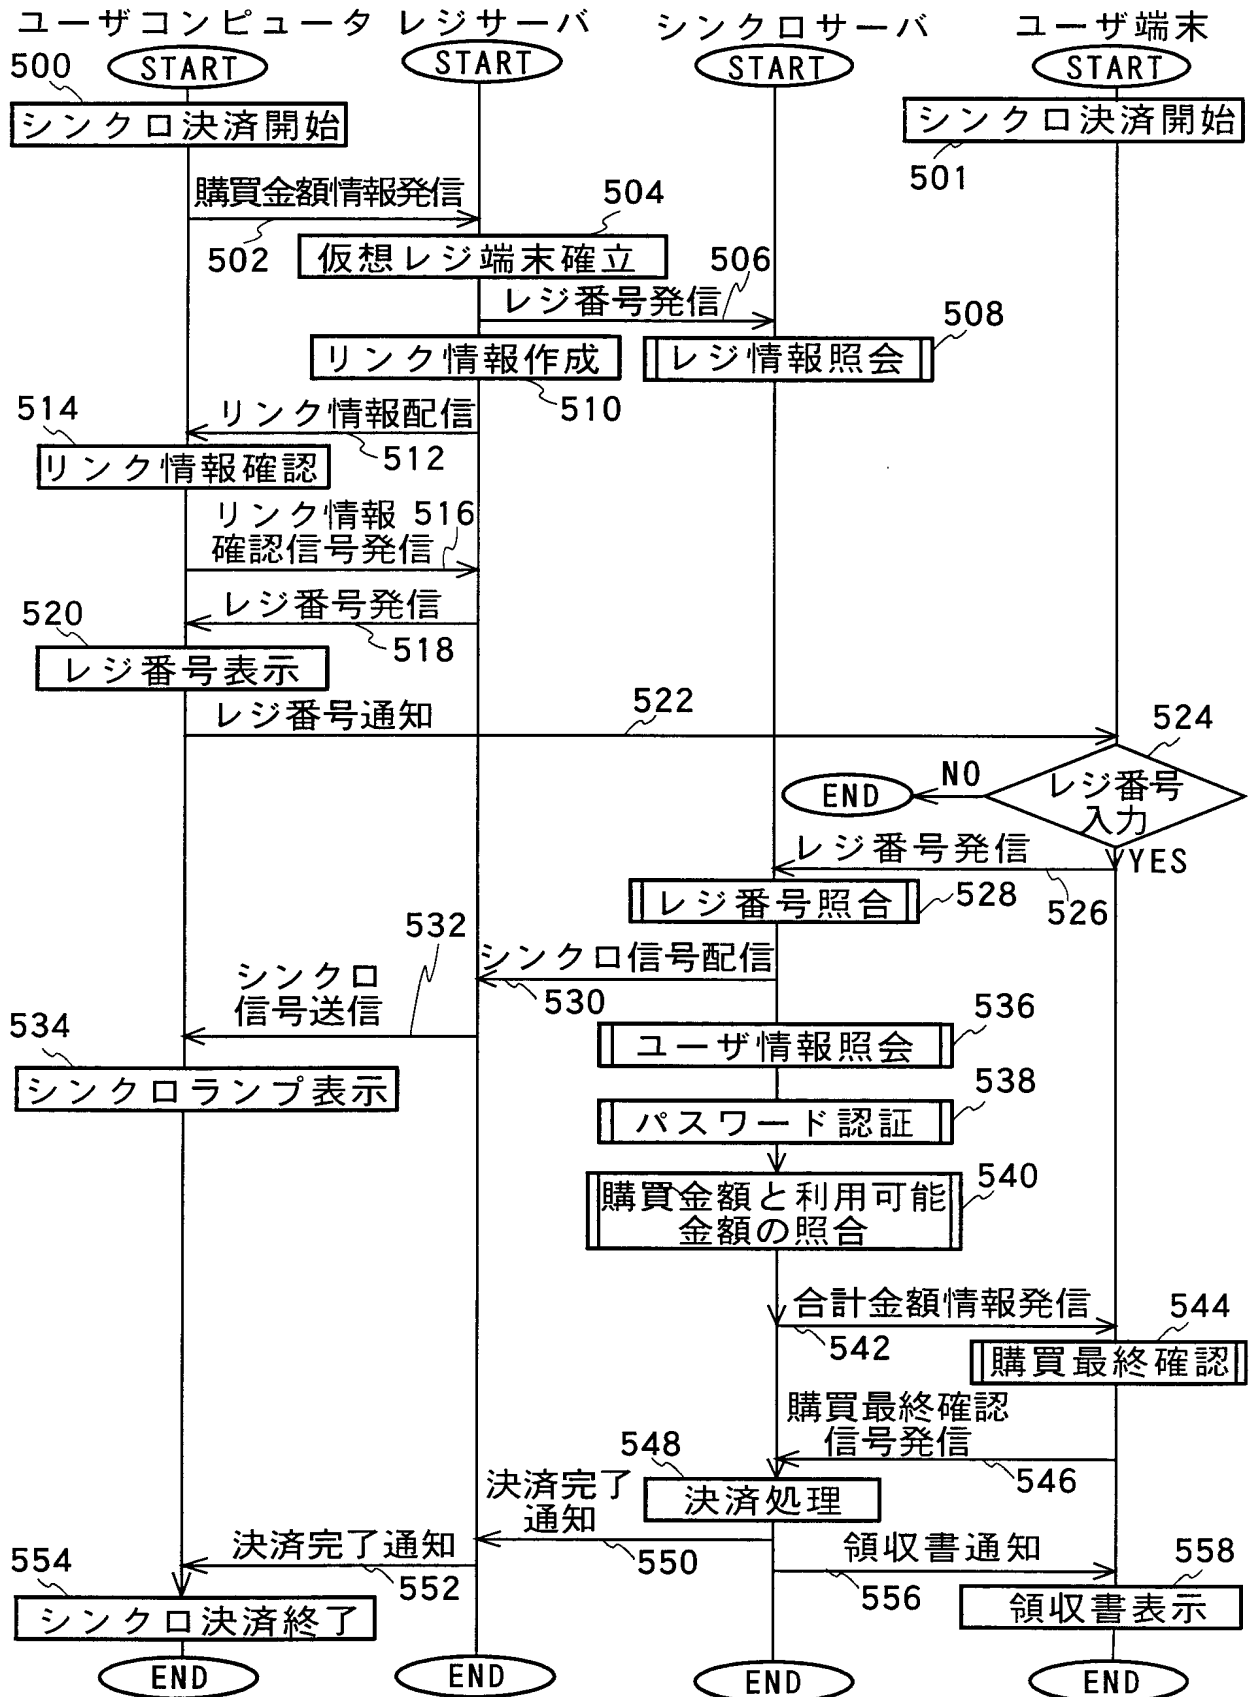 ユーザコンピュータ レジサーバ シンクロサーバ ユーザ端末
START START START START
500
シンクロ決済開始
シンクロ決済開始
501
購買金額情報発信
502
504
仮想レジ端末確立
506
レジ番号発信
508
リンク情報作成
レジ情報照会
510
514
リンク情報配信
512
リンク情報確認
リンク情報 516
確認信号発信
レジ番号発信
518
520
レジ番号表示
レジ番号通知
522
524
レジ番号
入力
NO
END
YES
レジ番号発信
526
レジ番号照合
528
532
シンクロ信号配信
530
シンクロ
信号送信
534
シンクロランプ表示
536
ユーザ情報照会
538
パスワード認証
540
購買金額と利用可能
金額の照合
合計金額情報発信
542
544
購買最終確認
購買最終確認
信号発信
546
548
決済処理
決済完了
通知
550
決済完了通知
552
554
シンクロ決済終了
領収書通知
556
558
領収書表示
END END END END